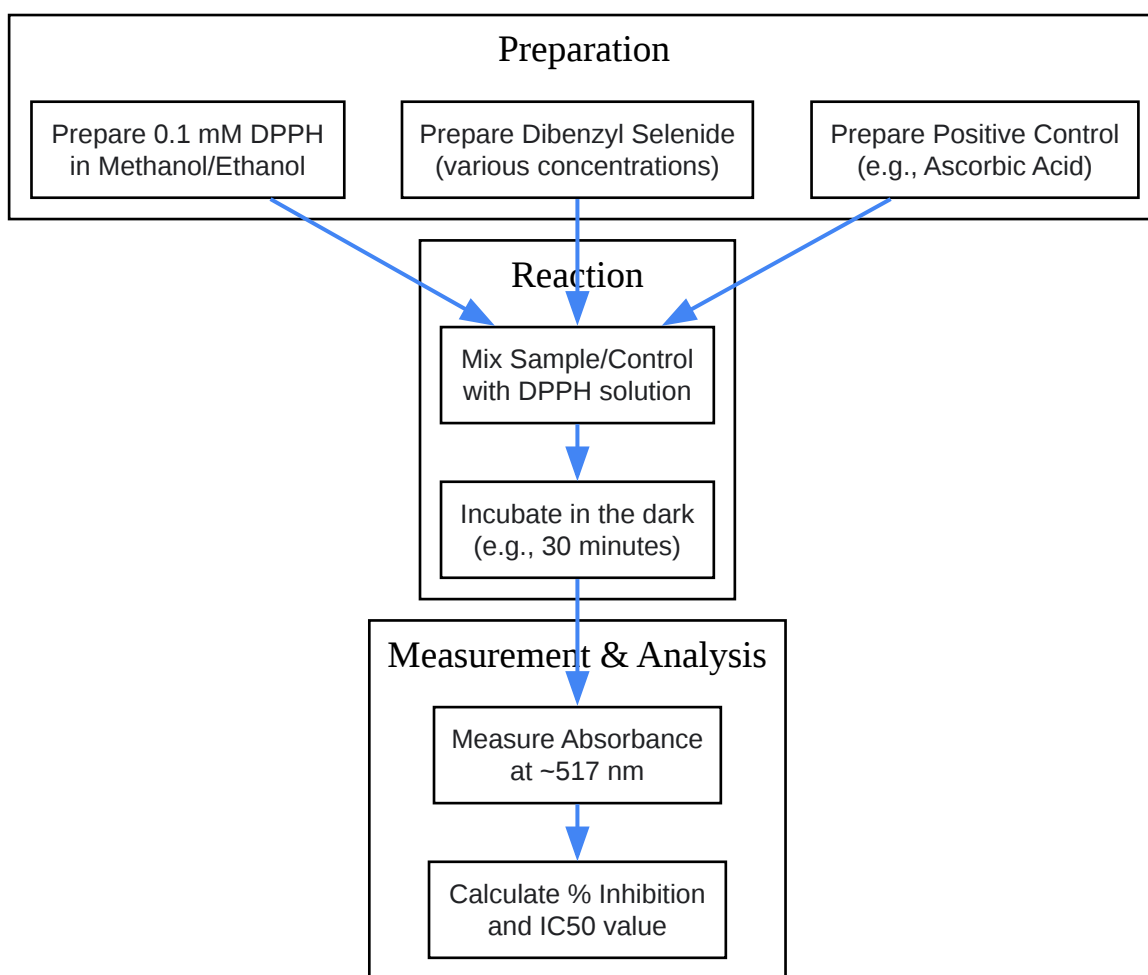 Preparation
Prepare 0.1 mM DPPH
in Methanol/Ethanol
Prepare Dibenzyl Selenide
(various concentrations)
Prepare Positive Control
(e.g., Ascorbic Acid)
Reaction
Mix Sample/Control
with DPPH solution
Incubate in the dark
(e.g., 30 minutes)
Measurement & Analysis
Measure Absorbance
at ~517 nm
Calculate % Inhibition
and IC50 value